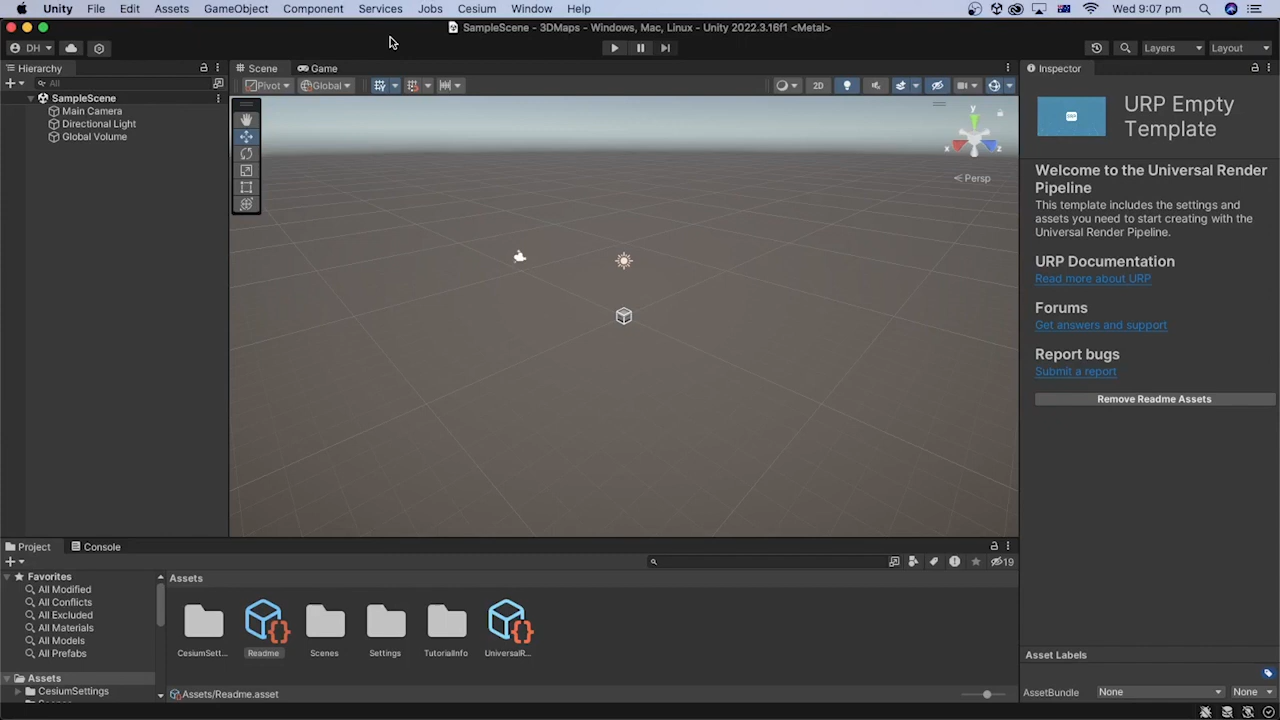 Unity File Edit Assets GameObject Component Services Jobs Cesium Window Help
Wed 9:07 pm
SampleScene - 3DMaps - Windows, Mac, Linux - Unity 2022.3.16f1 <Metal>
DH
Layers
Layout
Hierarchy
All
SampleScene
Main Camera
Directional Light
Global Volume
Scene
Game
Pivot
Global
2D
y
x
z
Persp
Inspector
URP Empty
Template
Welcome to the Universal Render
Pipeline
This template includes the settings and
assets you need to start creating with the
Universal Render Pipeline.
URP Documentation
Read more about URP
Forums
Get answers and support
Report bugs
Submit a report
Remove Readme Assets
Project
Console
19
Favorites
All Modified
All Conflicts
All Excluded
All Materials
All Models
All Prefabs
Assets
CesiumSettings
Assets
CesiumSett...
Readme
Scenes
Settings
TutorialInfo
UniversalR...
Assets/Readme.asset
Asset Labels
AssetBundle
None
None